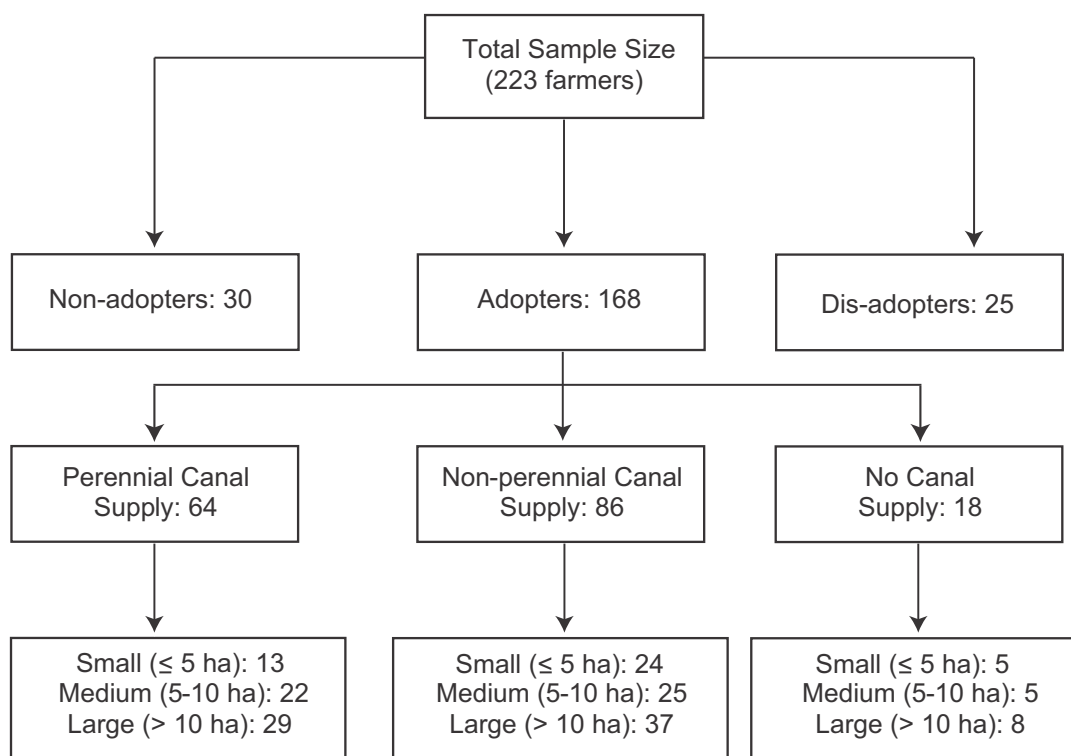 Total Sample Size
(223 farmers)
Non-adopters: 30
Adopters: 168
Dis-adopters: 25
Perennial Canal
Supply: 64
Non-perennial Canal
Supply: 86
No Canal
Supply: 18
Small (≤ 5 ha): 13
Medium (5-10 ha): 22
Large (> 10 ha): 29
Small (≤ 5 ha): 24
Medium (5-10 ha): 25
Large (> 10 ha): 37
Small (≤ 5 ha): 5
Medium (5-10 ha): 5
Large (> 10 ha): 8